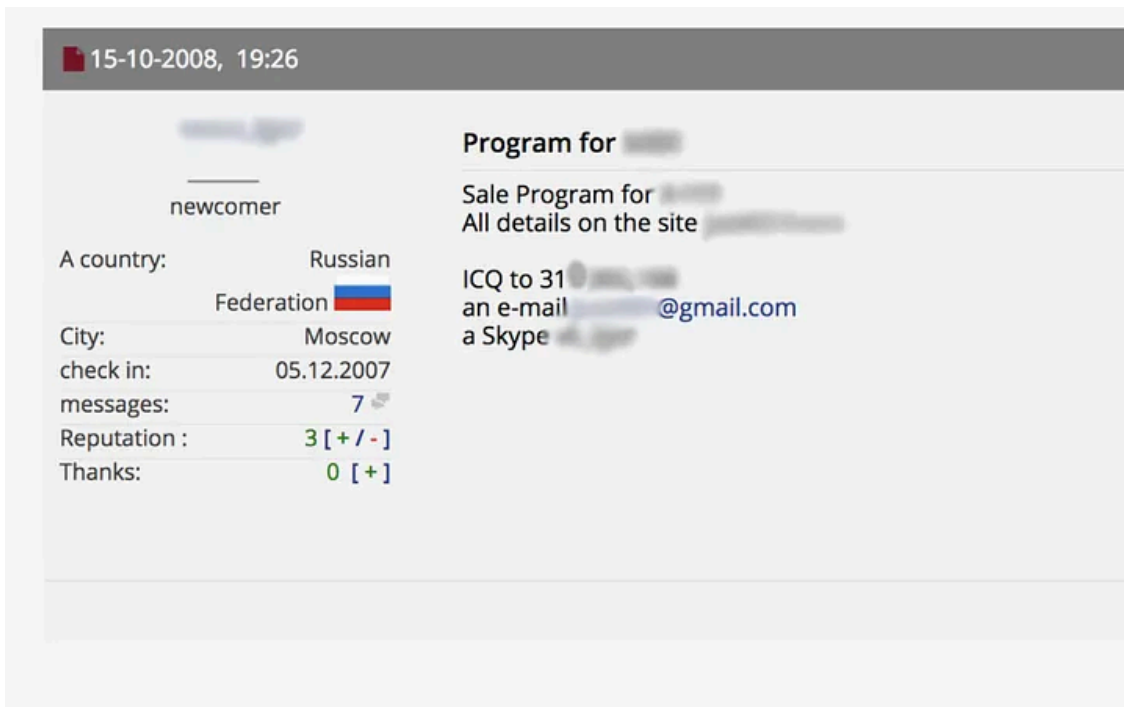 15-10-2008, 19:26
newcomer
A country: Russian
Federation
City: Moscow
check in: 05.12.2007
messages: 7
Reputation : 3 [ + / - ]
Thanks: 0 [ + ]
Program for
Sale Program for
All details on the site
ICQ to 31
an e-mail @gmail.com
a Skype